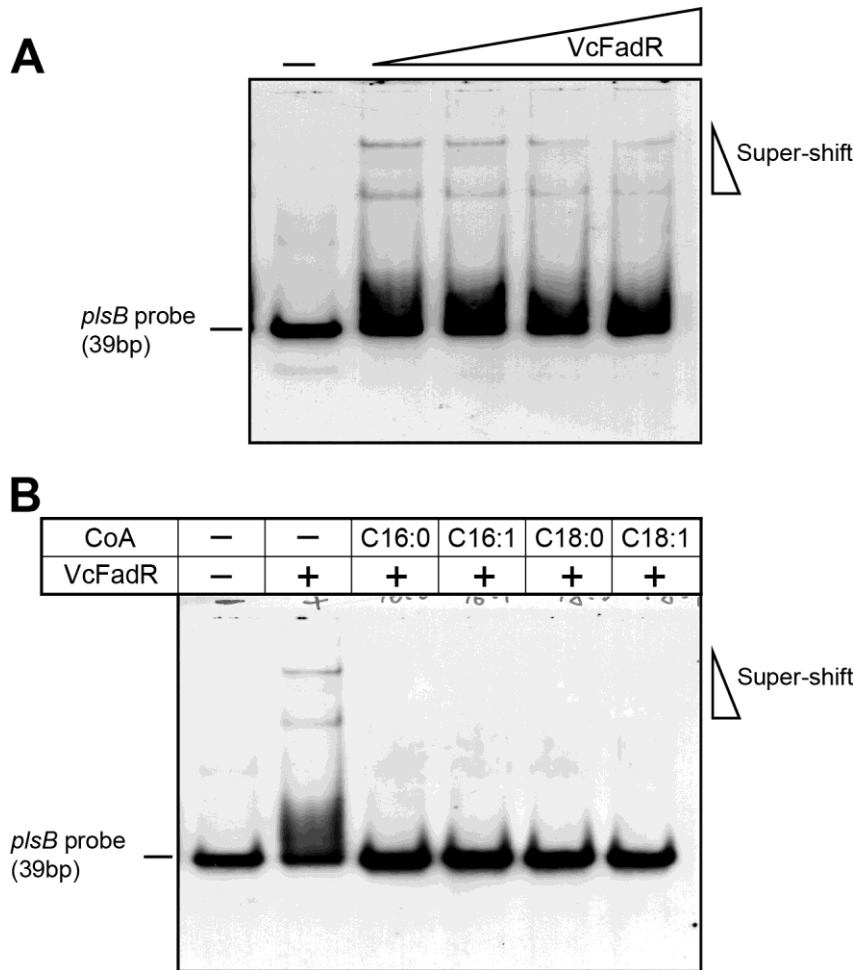 A
VcFadR
–
Super-shift
plsB probe
(39bp)
B
CoA – – C16:0 C16:1 C18:0 C18:1
VcFadR – + + + + +
– +
Super-shift
plsB probe
(39bp)